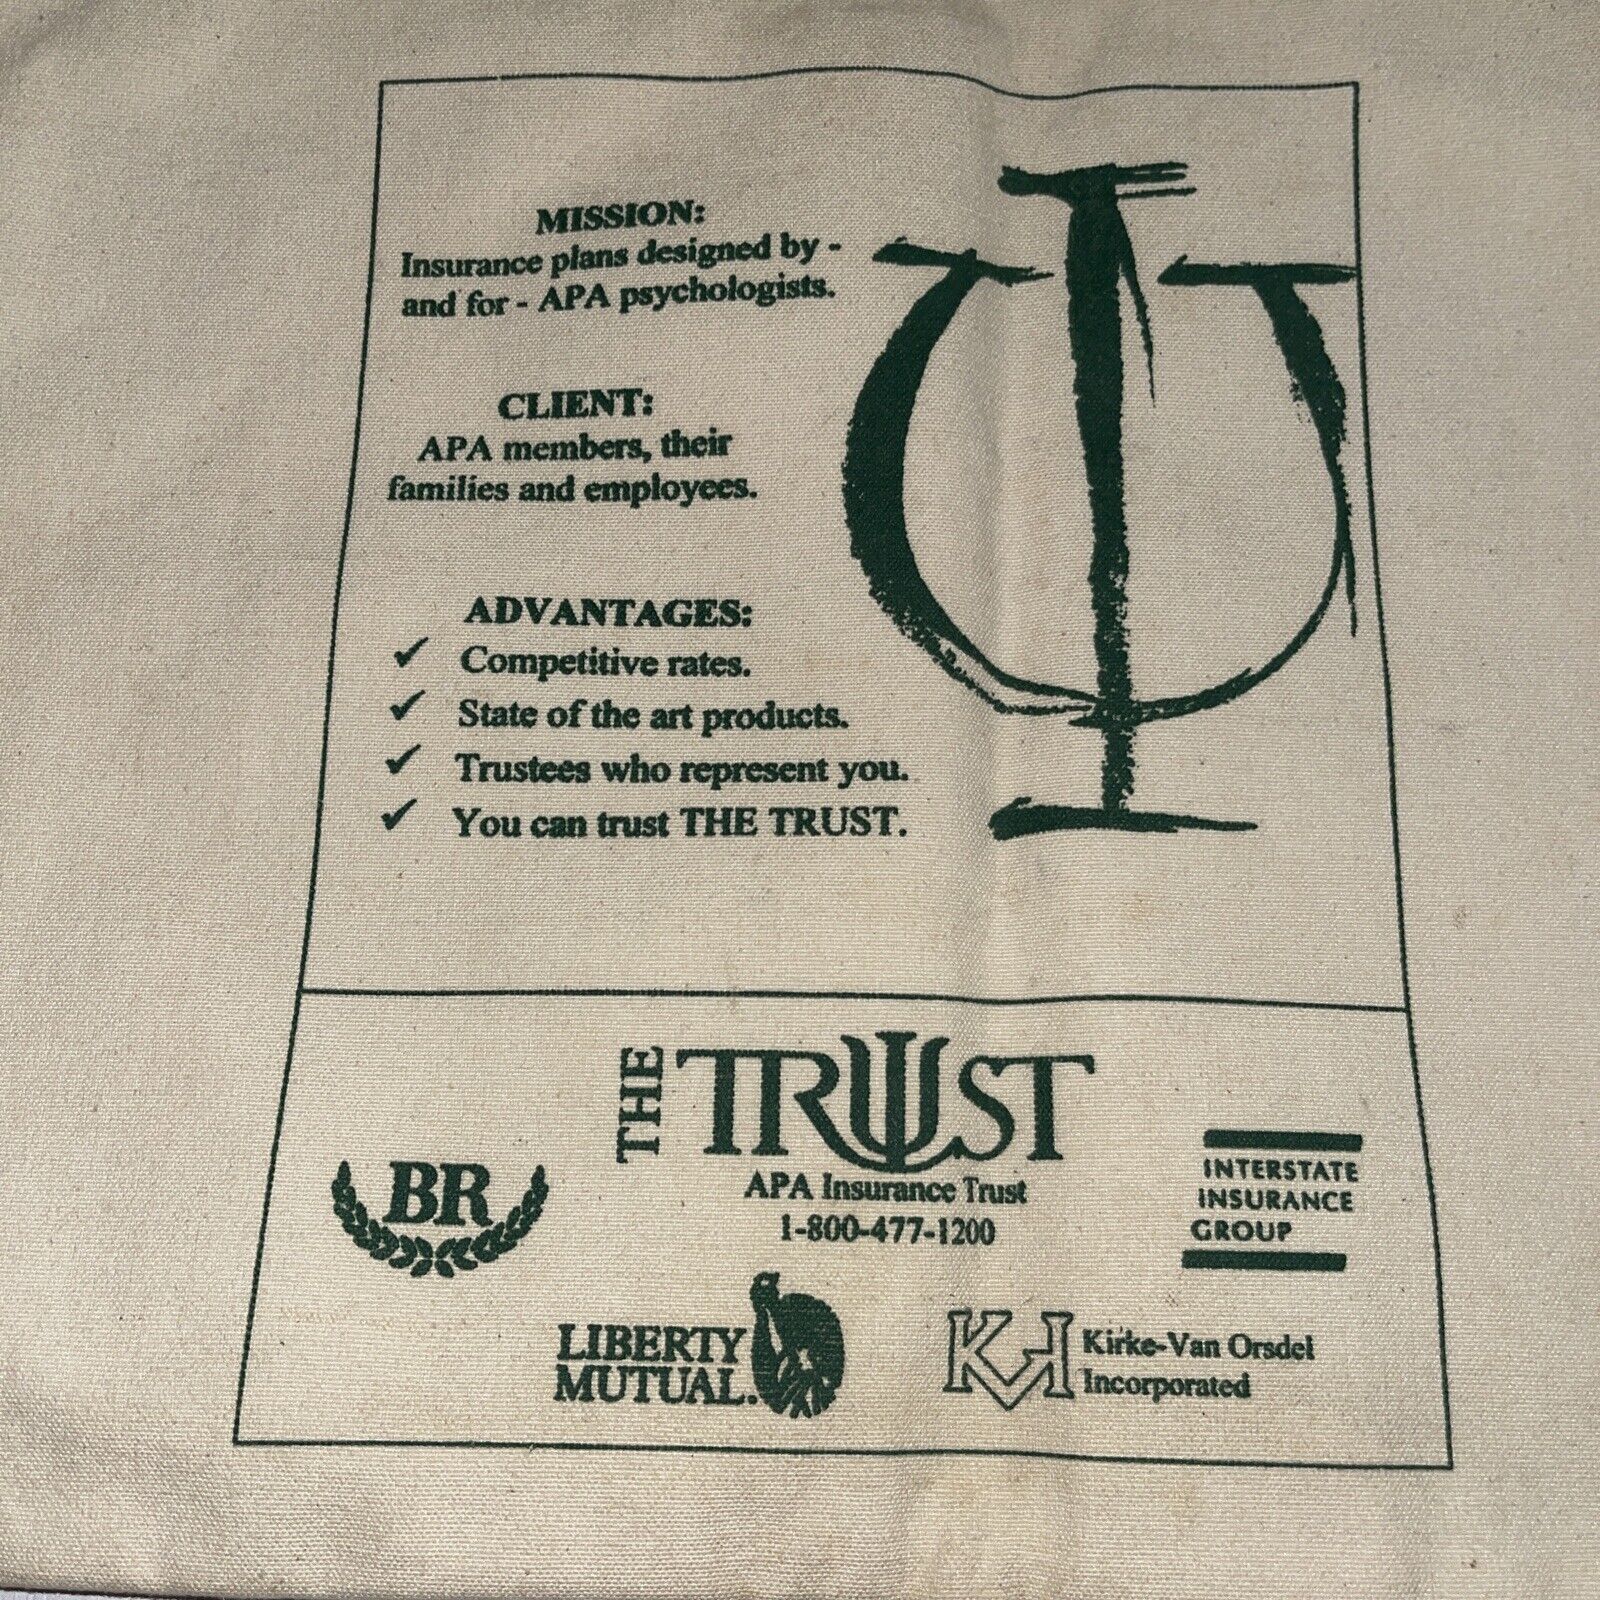 MISSION:
Insurance plans designed by -
and for - APA psychologists.
CLIENT:
APA members, their
families and employees.
ADVANTAGES:
✓ Competitive rates.
✓ State of the art products.
✓ Trustees who represent you.
✓ You can trust THE TRUST.
THE TRUST
APA Insurance Trust
1-800-477-1200
BR
INTERSTATE
INSURANCE
GROUP
LIBERTY
MUTUAL.
KVI Kirke-Van Orsdel
Incorporated